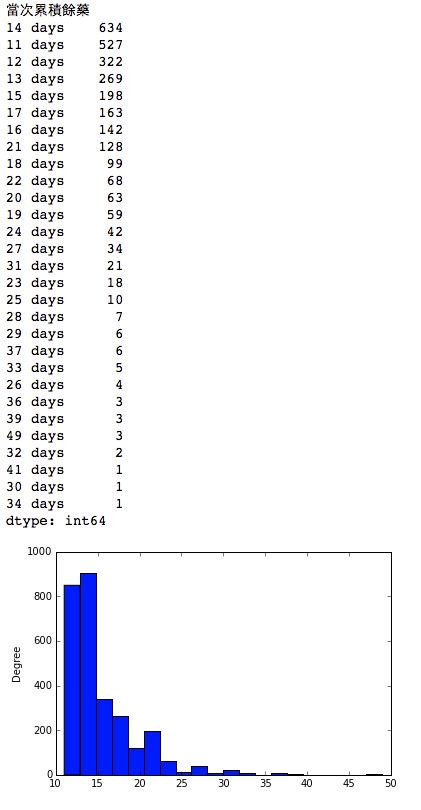 當次累積餘藥
14 days 634
11 days 527
12 days 322
13 days 269
15 days 198
17 days 163
16 days 142
21 days 128
18 days 99
22 days 68
20 days 63
19 days 59
24 days 42
27 days 34
31 days 21
23 days 18
25 days 10
28 days 7
29 days 6
37 days 6
33 days 5
26 days 4
36 days 3
39 days 3
49 days 3
32 days 2
41 days 1
30 days 1
34 days 1
dtype: int64
1000
800
600
400
200
0
Degree
10 15 20 25 30 35 40 45 50